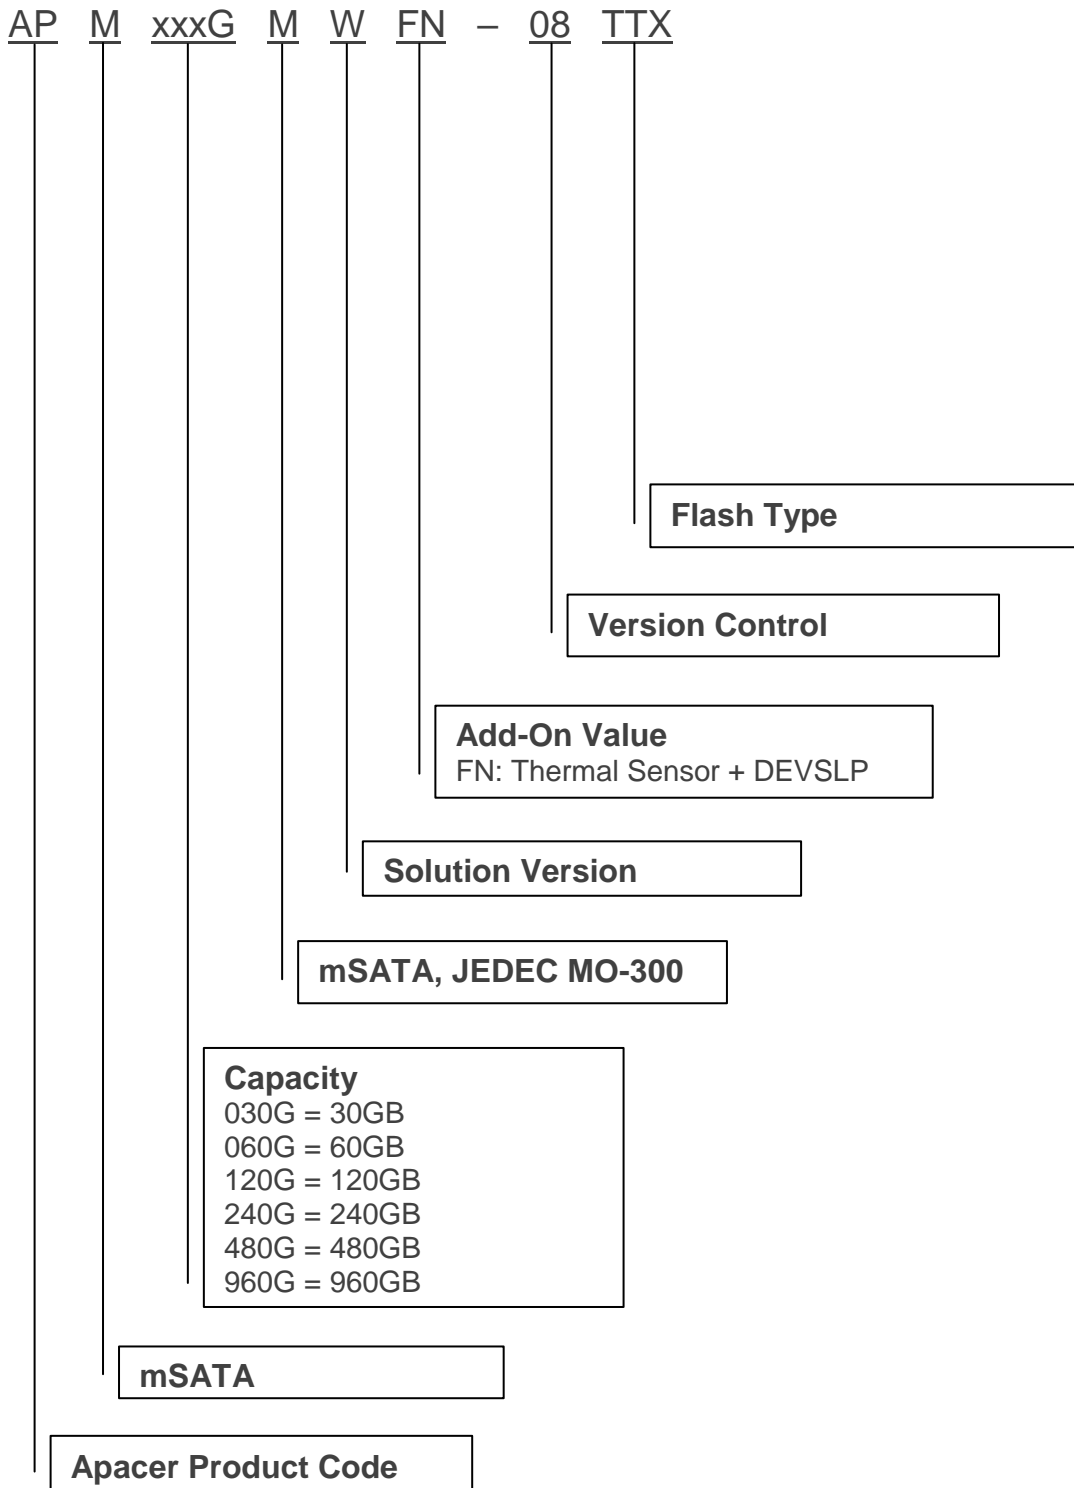 AP M xxxG M W FN – 08 TTX
Flash Type
Version Control
Add-On Value
FN: Thermal Sensor + DEVSLP
Solution Version
mSATA, JEDEC MO-300
Capacity
030G = 30GB
060G = 60GB
120G = 120GB
240G = 240GB
480G = 480GB
960G = 960GB
mSATA
Apacer Product Code